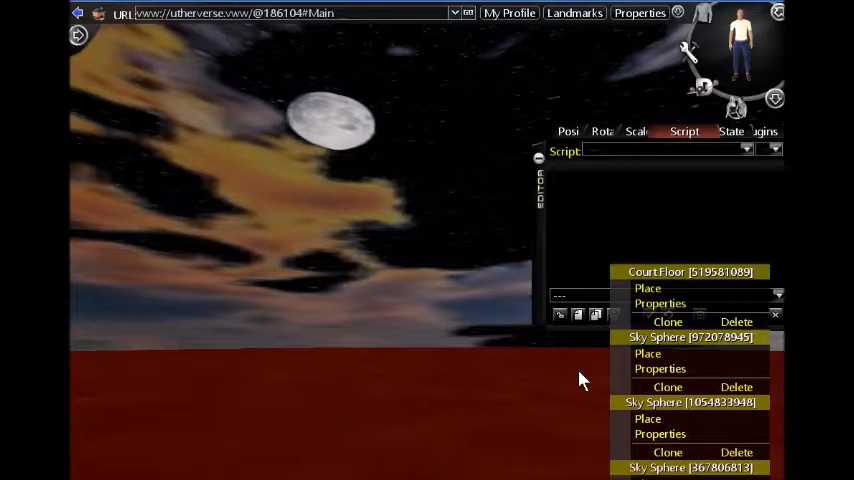 URL: vww://utherverse.vww/@186104#Main GO My Profile Landmarks Properties
Posi Rota Scal Script State ugins
Script:
EDITOR
---
Court Floor [519581089]
Place
Properties
Clone Delete
Sky Sphere [972078945]
Place
Properties
Clone Delete
Sky Sphere [1054833948]
Place
Properties
Clone Delete
Sky Sphere [367806813]